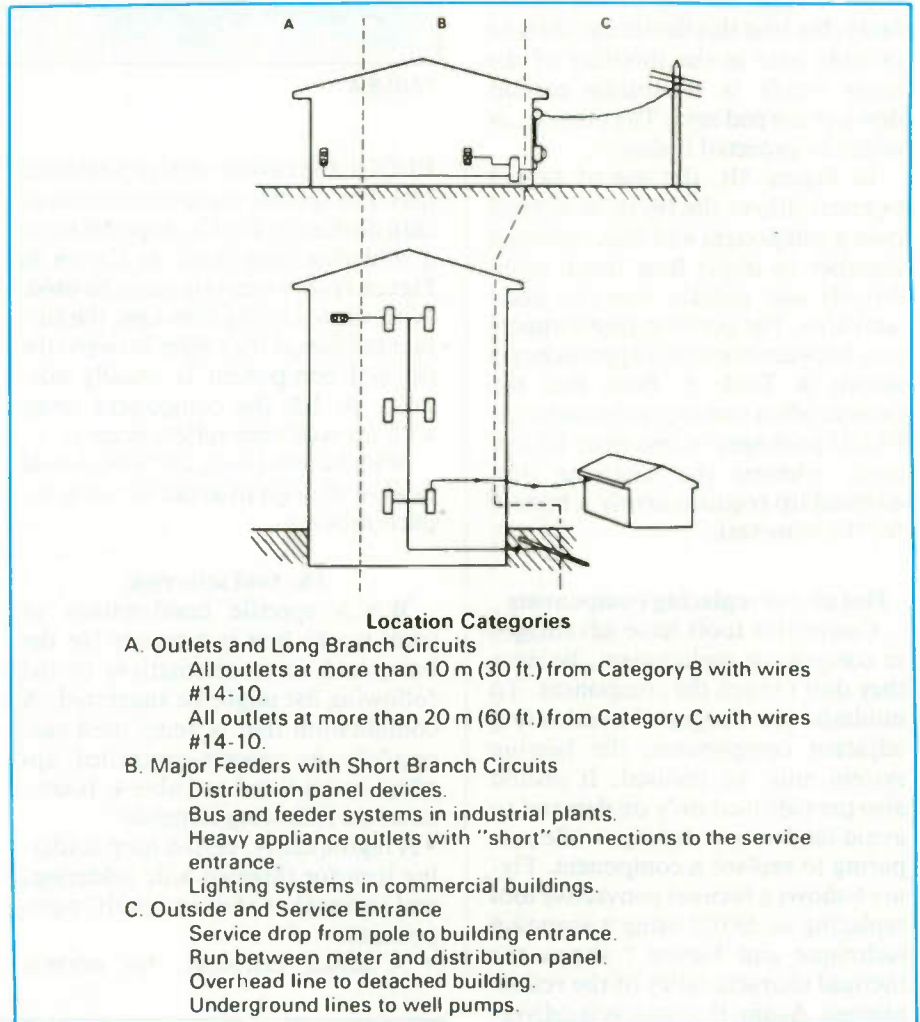 A B C
Location Categories
A. Outlets and Long Branch Circuits
All outlets at more than 10 m (30 ft.) from Category B with wires
#14-10.
All outlets at more than 20 m (60 ft.) from Category C with wires
#14-10.
B. Major Feeders with Short Branch Circuits
Distribution panel devices.
Bus and feeder systems in industrial plants.
Heavy appliance outlets with "short" connections to the service
entrance.
Lighting systems in commercial buildings.
C. Outside and Service Entrance
Service drop from pole to building entrance.
Run between meter and distribution panel.
Overhead line to detached building.
Underground lines to well pumps.